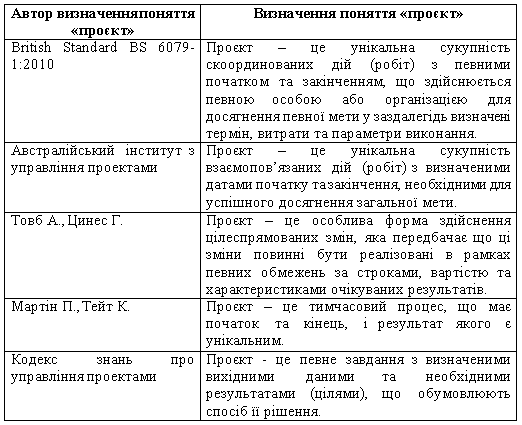 Автор визначенняпоняття «проєкт»
Визначення поняття «проєкт»
British Standard BS 6079-
1:2010
Проєкт – це унікальна сукупність
скоординованих дій (робіт) з певними
початком та закінченням, що здійснюється
певною особою або організацією для
досягнення певної мети у заздалегідь визначені
термін, витрати та параметри виконання.
Австралійський інститут з
управління проектами
Проєкт – це унікальна сукупність
взаємопов’язаних дій (робіт) з визначеними
датами початку та закінчення, необхідними для
успішного досягнення загальної мети.
Товб А., Ципес Г.
Проєкт – це особлива форма здійснення
цілеспрямованих змін, яка передбачає що ці
зміни повинні бути реалізовані в рамках
певних обмежень за строками, вартістю та
характеристиками очікуваних результатів.
Мартін П., Тейт К.
Проєкт – це тимчасовий процес, що має
початок та кінець, і результат якого є
унікальним.
Кодекс знань про
управління проектами
Проєкт - це певне завдання з визначеними
вихідними даними та необхідними
результатами (цілями), що обумовлюють
спосіб її рішення.